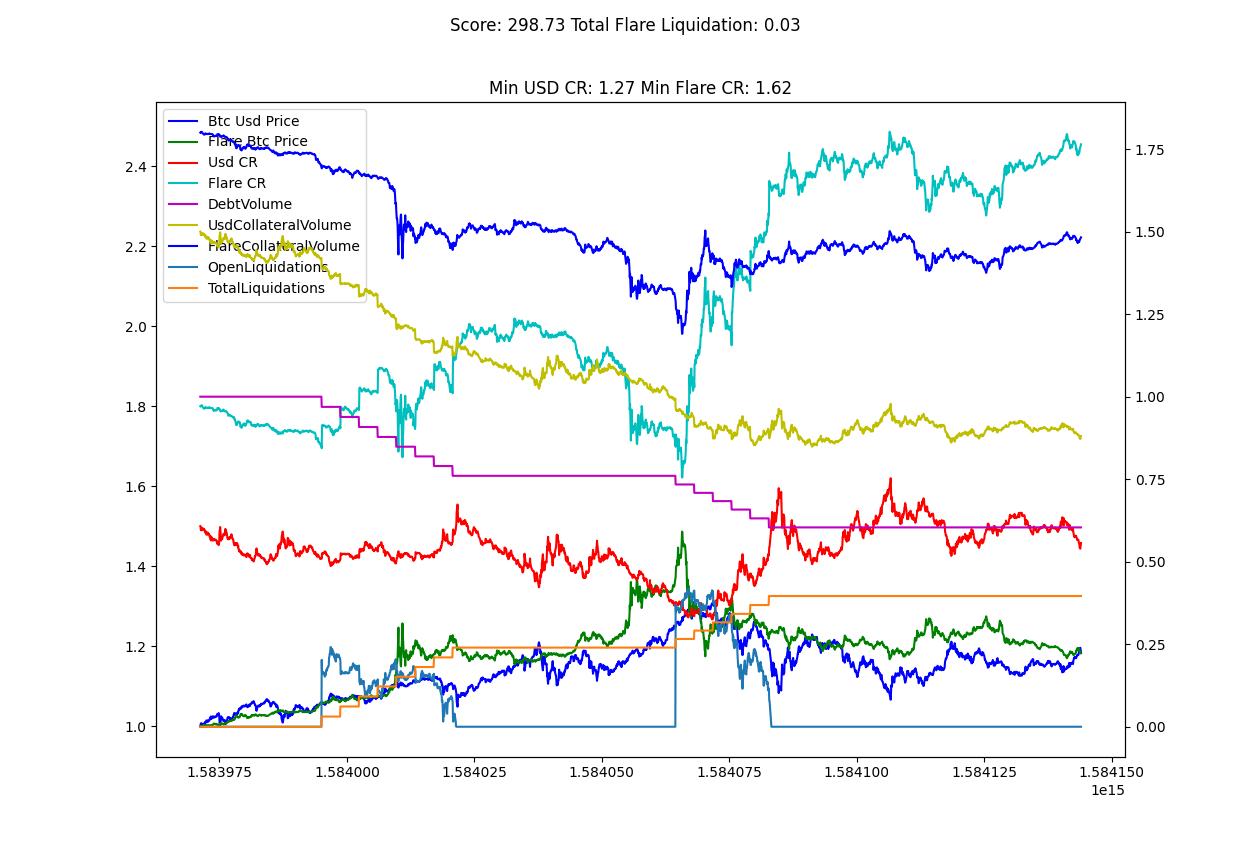 Score: 298.73 Total Flare Liquidation: 0.03
Min USD CR: 1.27 Min Flare CR: 1.62
Btc Usd Price
Flare Btc Price
Usd CR
Flare CR
DebtVolume
UsdCollateralVolume
FlareCollateralVolume
OpenLiquidations
TotalLiquidations
2.4
2.2
2.0
1.8
1.6
1.4
1.2
1.0
1.75
1.50
1.25
1.00
0.75
0.50
0.25
0.00
1.583975 1.584000 1.584025 1.584050 1.584075 1.584100 1.584125 1.584150
1e15